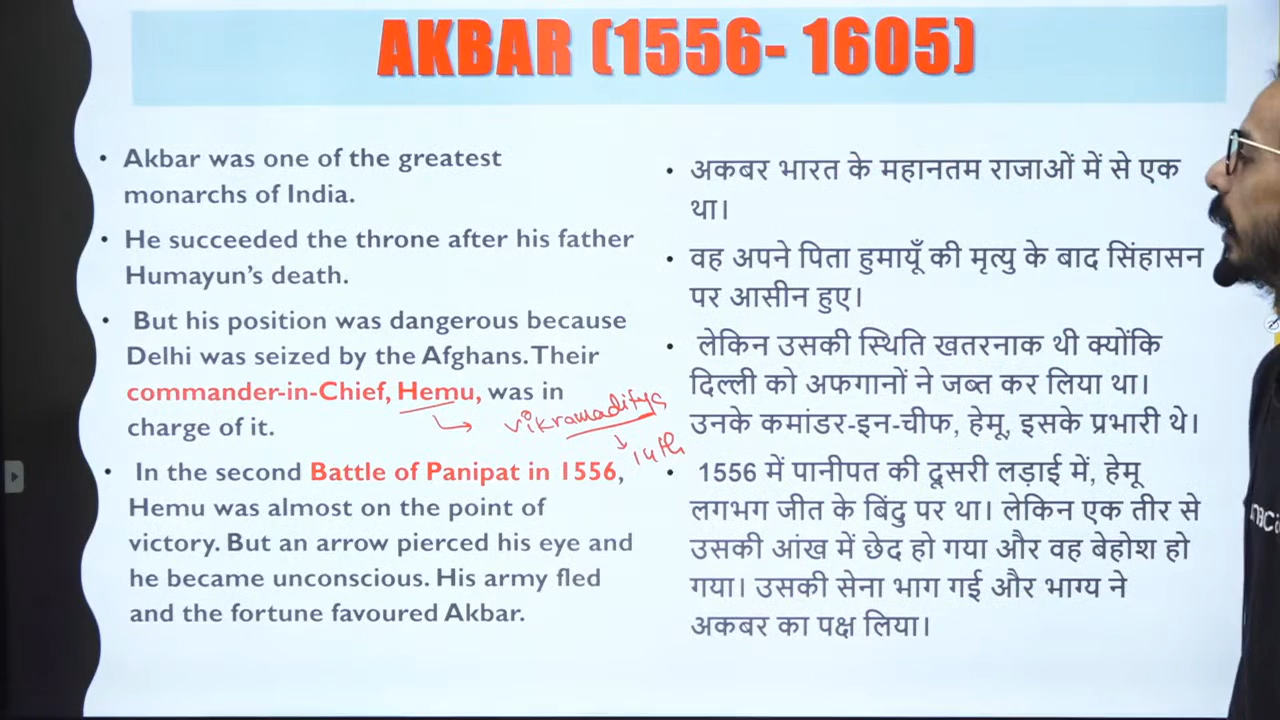 AKBAR (1556- 1605)
• Akbar was one of the greatest
monarchs of India.
• He succeeded the throne after his father
Humayun's death.
• But his position was dangerous because
Delhi was seized by the Afghans. Their
commander-in-Chief, Hemu, was in
charge of it.
vikramaditya
14th
• In the second Battle of Panipat in 1556,
Hemu was almost on the point of
victory. But an arrow pierced his eye and
he became unconscious. His army fled
and the fortune favoured Akbar.
• अकबर भारत के महानतम राजाओं में से एक
था।
• वह अपने पिता हुमायूँ की मृत्यु के बाद सिंहासन
पर आसीन हुए।
• लेकिन उसकी स्थिति खतरनाक थी क्योंकि
दिल्ली को अफगानों ने जब्त कर लिया था।
उनके कमांडर-इन-चीफ, हेमू, इसके प्रभारी थे।
• 1556 में पानीपत की दूसरी लड़ाई में, हेमू
लगभग जीत के बिंदु पर था। लेकिन एक तीर से
उसकी आंख में छेद हो गया और वह बेहोश हो
गया। उसकी सेना भाग गई और भाग्य ने
अकबर का पक्ष लिया।